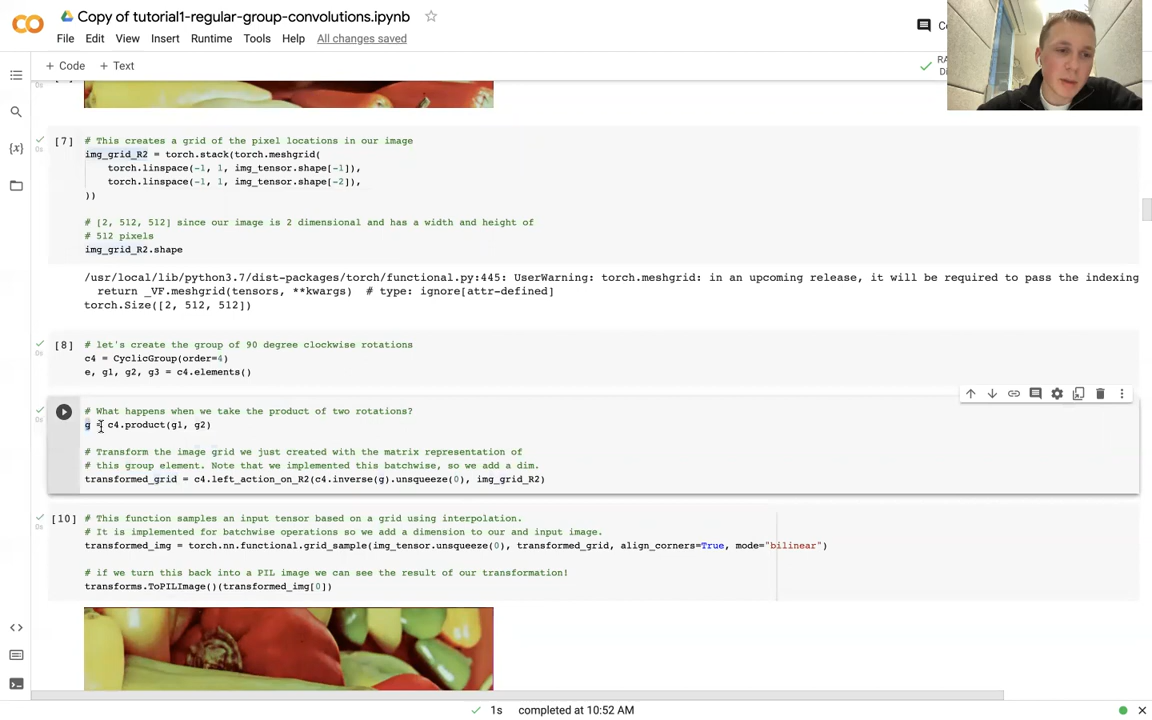 Copy of tutorial1-regular-group-convolutions.ipynb
File Edit View Insert Runtime Tools Help All changes saved
+ Code + Text
[7] # This creates a grid of the pixel locations in our image
img_grid_R2 = torch.stack(torch.meshgrid(
torch.linspace(-1, 1, img_tensor.shape[-1]),
torch.linspace(-1, 1, img_tensor.shape[-2]),
))
# [2, 512, 512] since our image is 2 dimensional and has a width and height of
# 512 pixels
img_grid_R2.shape
/usr/local/lib/python3.7/dist-packages/torch/functional.py:445: UserWarning: torch.meshgrid: in an upcoming release, it will be required to pass the indexing
return _VF.meshgrid(tensors, **kwargs)  # type: ignore[attr-defined]
torch.Size([2, 512, 512])
[8] # let's create the group of 90 degree clockwise rotations
c4 = CyclicGroup(order=4)
e, g1, g2, g3 = c4.elements()
# What happens when we take the product of two rotations?
g = c4.product(g1, g2)
# Transform the image grid we just created with the matrix representation of
# this group element. Note that we implemented this batchwise, so we add a dim.
transformed_grid = c4.left_action_on_R2(c4.inverse(g).unsqueeze(0), img_grid_R2)
[10] # This function samples an input tensor based on a grid using interpolation.
# It is implemented for batchwise operations so we add a dimension to our and input image.
transformed_img = torch.nn.functional.grid_sample(img_tensor.unsqueeze(0), transformed_grid, align_corners=True, mode="bilinear")
# if we turn this back into a PIL image we can see the result of our transformation!
transforms.ToPILImage()(transformed_img[0])
1s completed at 10:52 AM